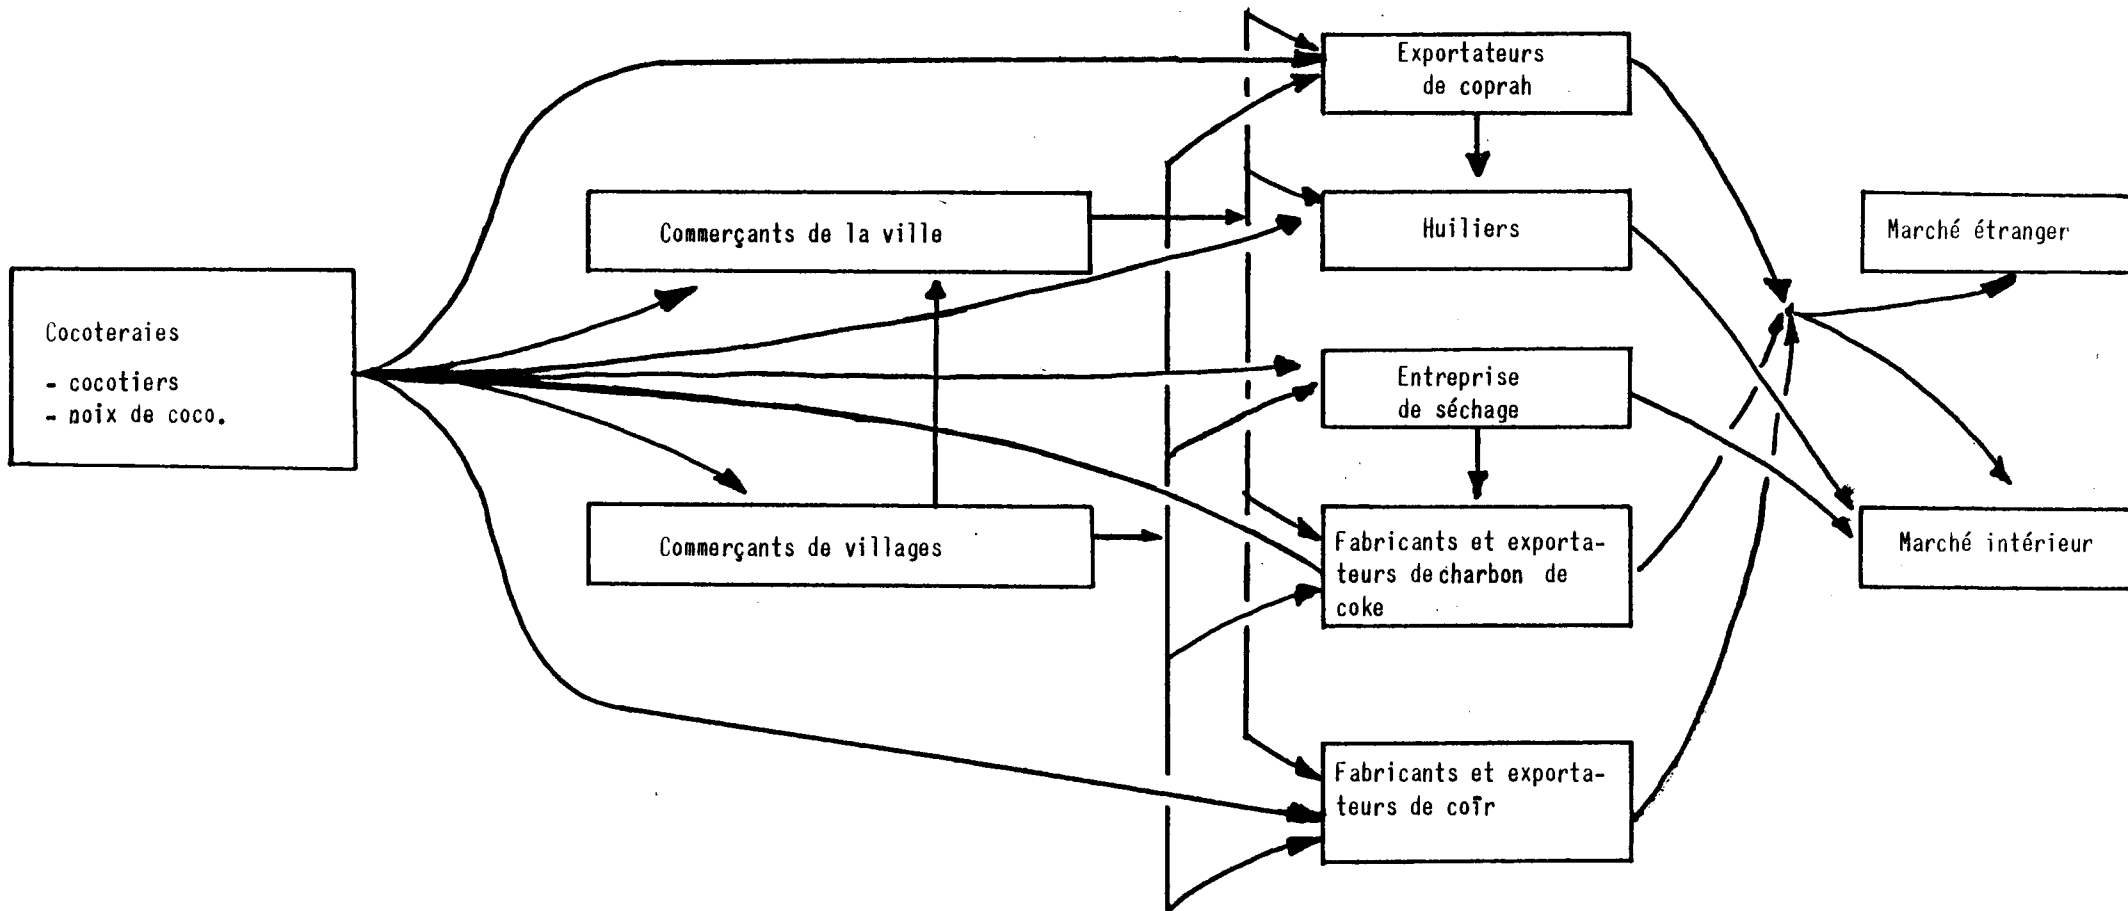 Cocoteraies
- cocotiers
- noix de coco.
Commerçants de la ville
Commerçants de villages
Exportateurs
de coprah
Huiliers
Entreprise
de séchage
Fabricants et exporta-
teurs de charbon de
coke
Fabricants et exporta-
teurs de coïr
Marché étranger
Marché intérieur